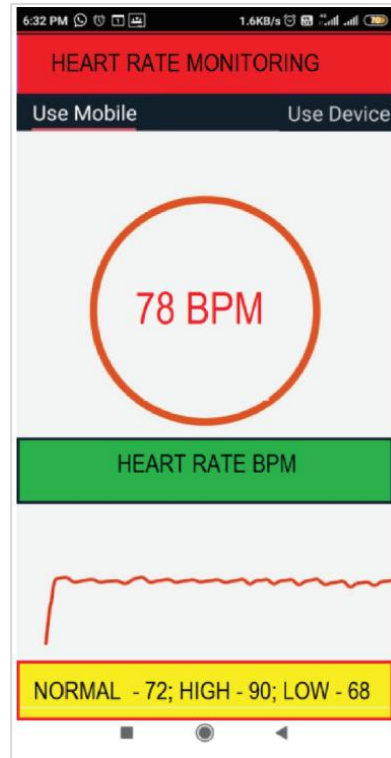 6:32 PM 1.6KB/s
HEART RATE MONITORING
Use Mobile Use Device
78 BPM
HEART RATE BPM
NORMAL - 72; HIGH - 90; LOW - 68